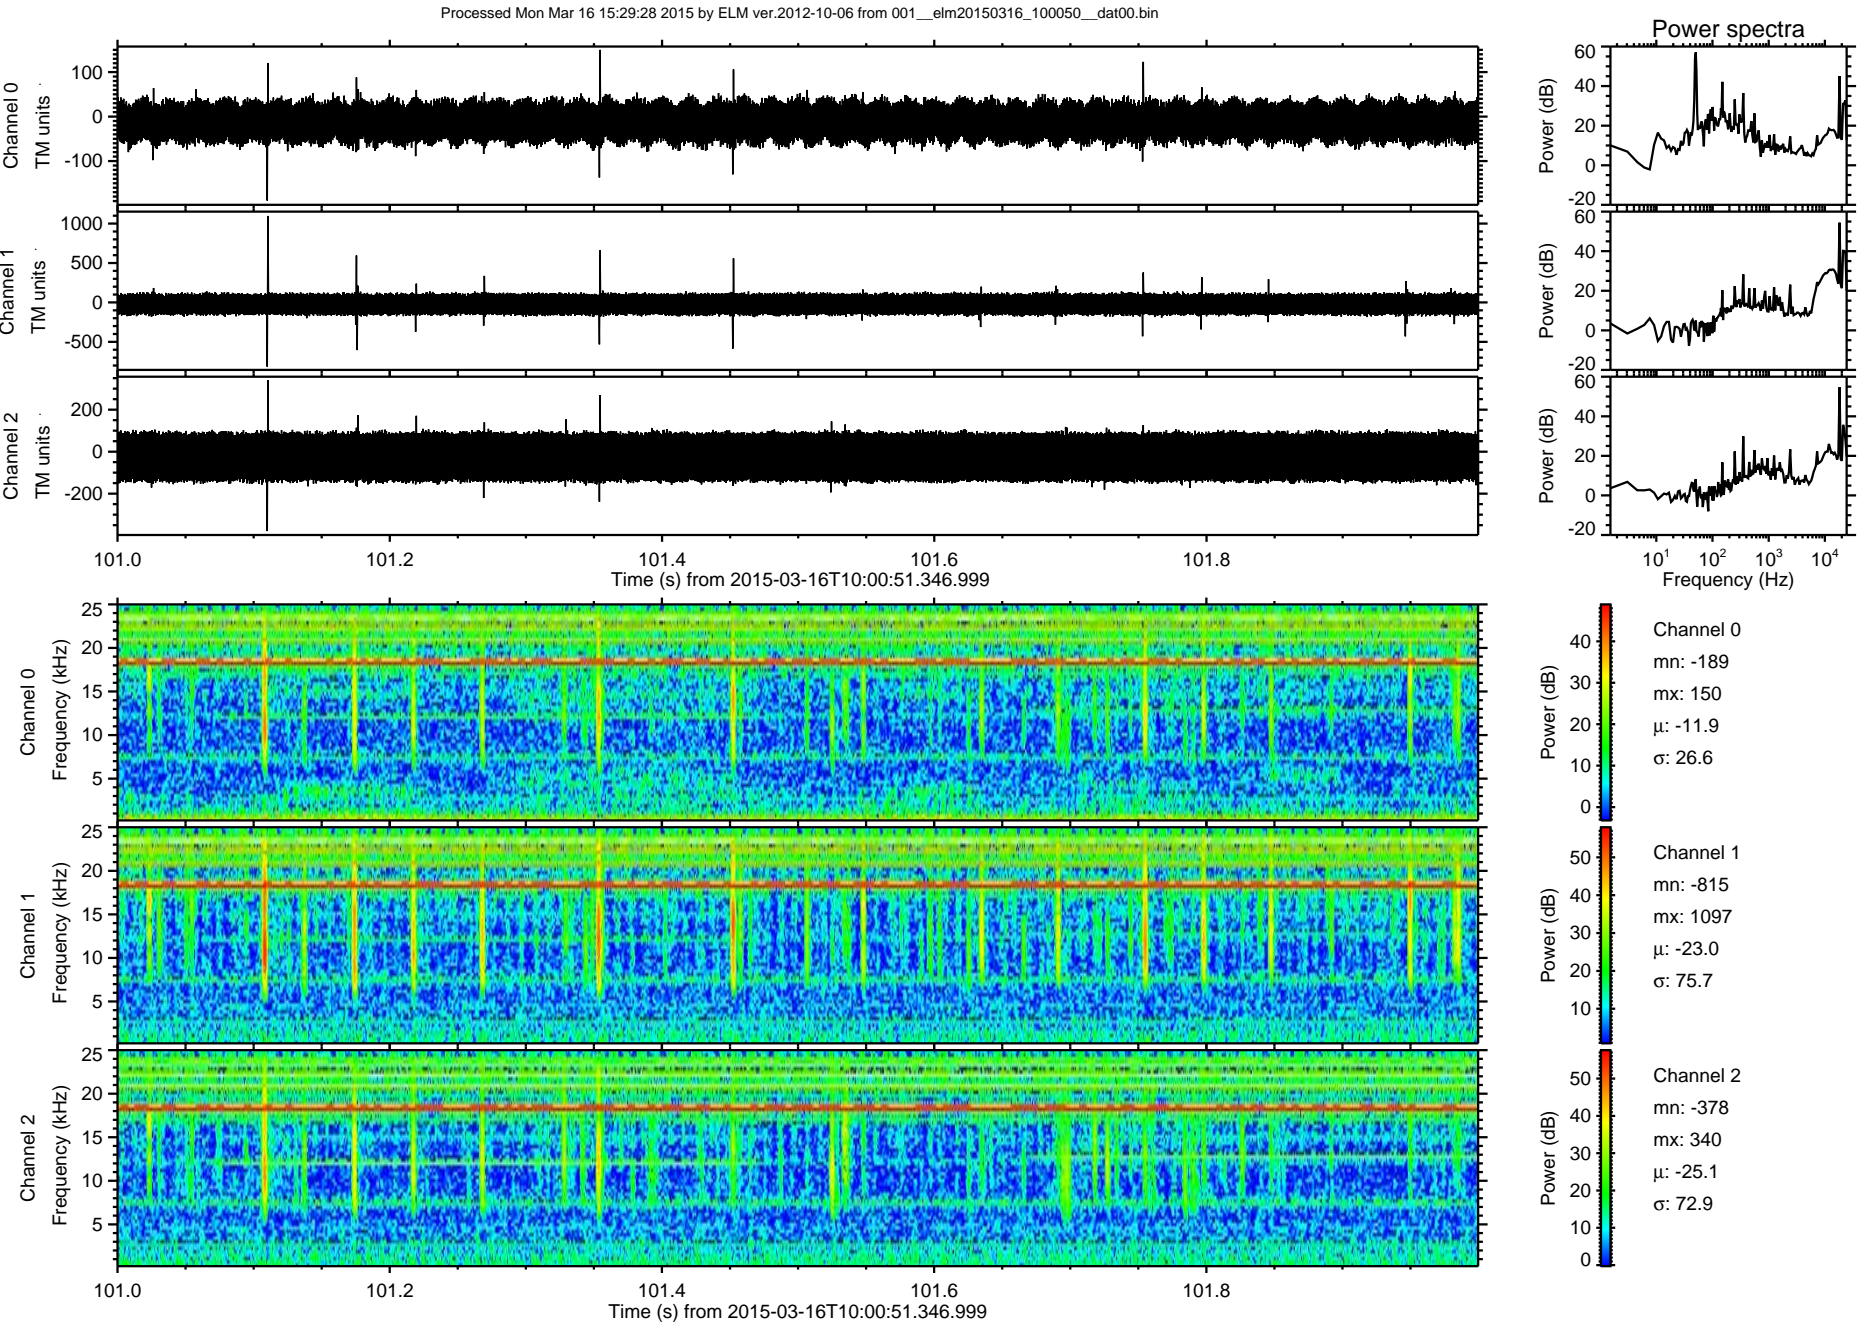 Processed Mon Mar 16 15:29:28 2015 by ELM ver.2012-10-06 from 001__elm20150316_100050__dat00.bin
Power spectra
Channel 0
TM units
100
0
-100
Power (dB)
60
40
20
0
-20
Channel 1
TM units
1000
500
0
-500
Power (dB)
60
40
20
0
-20
Channel 2
TM units
200
0
-200
Power (dB)
60
40
20
0
-20
101.0 101.2 101.4 101.6 101.8
Time (s) from 2015-03-16T10:00:51.346.999
10^1 10^2 10^3 10^4
Frequency (Hz)
Channel 0
Frequency (kHz)
25
20
15
10
5
Power (dB)
40
30
20
10
0
Channel 0
mn: -189
mx: 150
µ: -11.9
σ: 26.6
Channel 1
Frequency (kHz)
25
20
15
10
5
Power (dB)
50
40
30
20
10
Channel 1
mn: -815
mx: 1097
µ: -23.0
σ: 75.7
Channel 2
Frequency (kHz)
25
20
15
10
5
Power (dB)
50
40
30
20
10
0
Channel 2
mn: -378
mx: 340
µ: -25.1
σ: 72.9
101.0 101.2 101.4 101.6 101.8
Time (s) from 2015-03-16T10:00:51.346.999